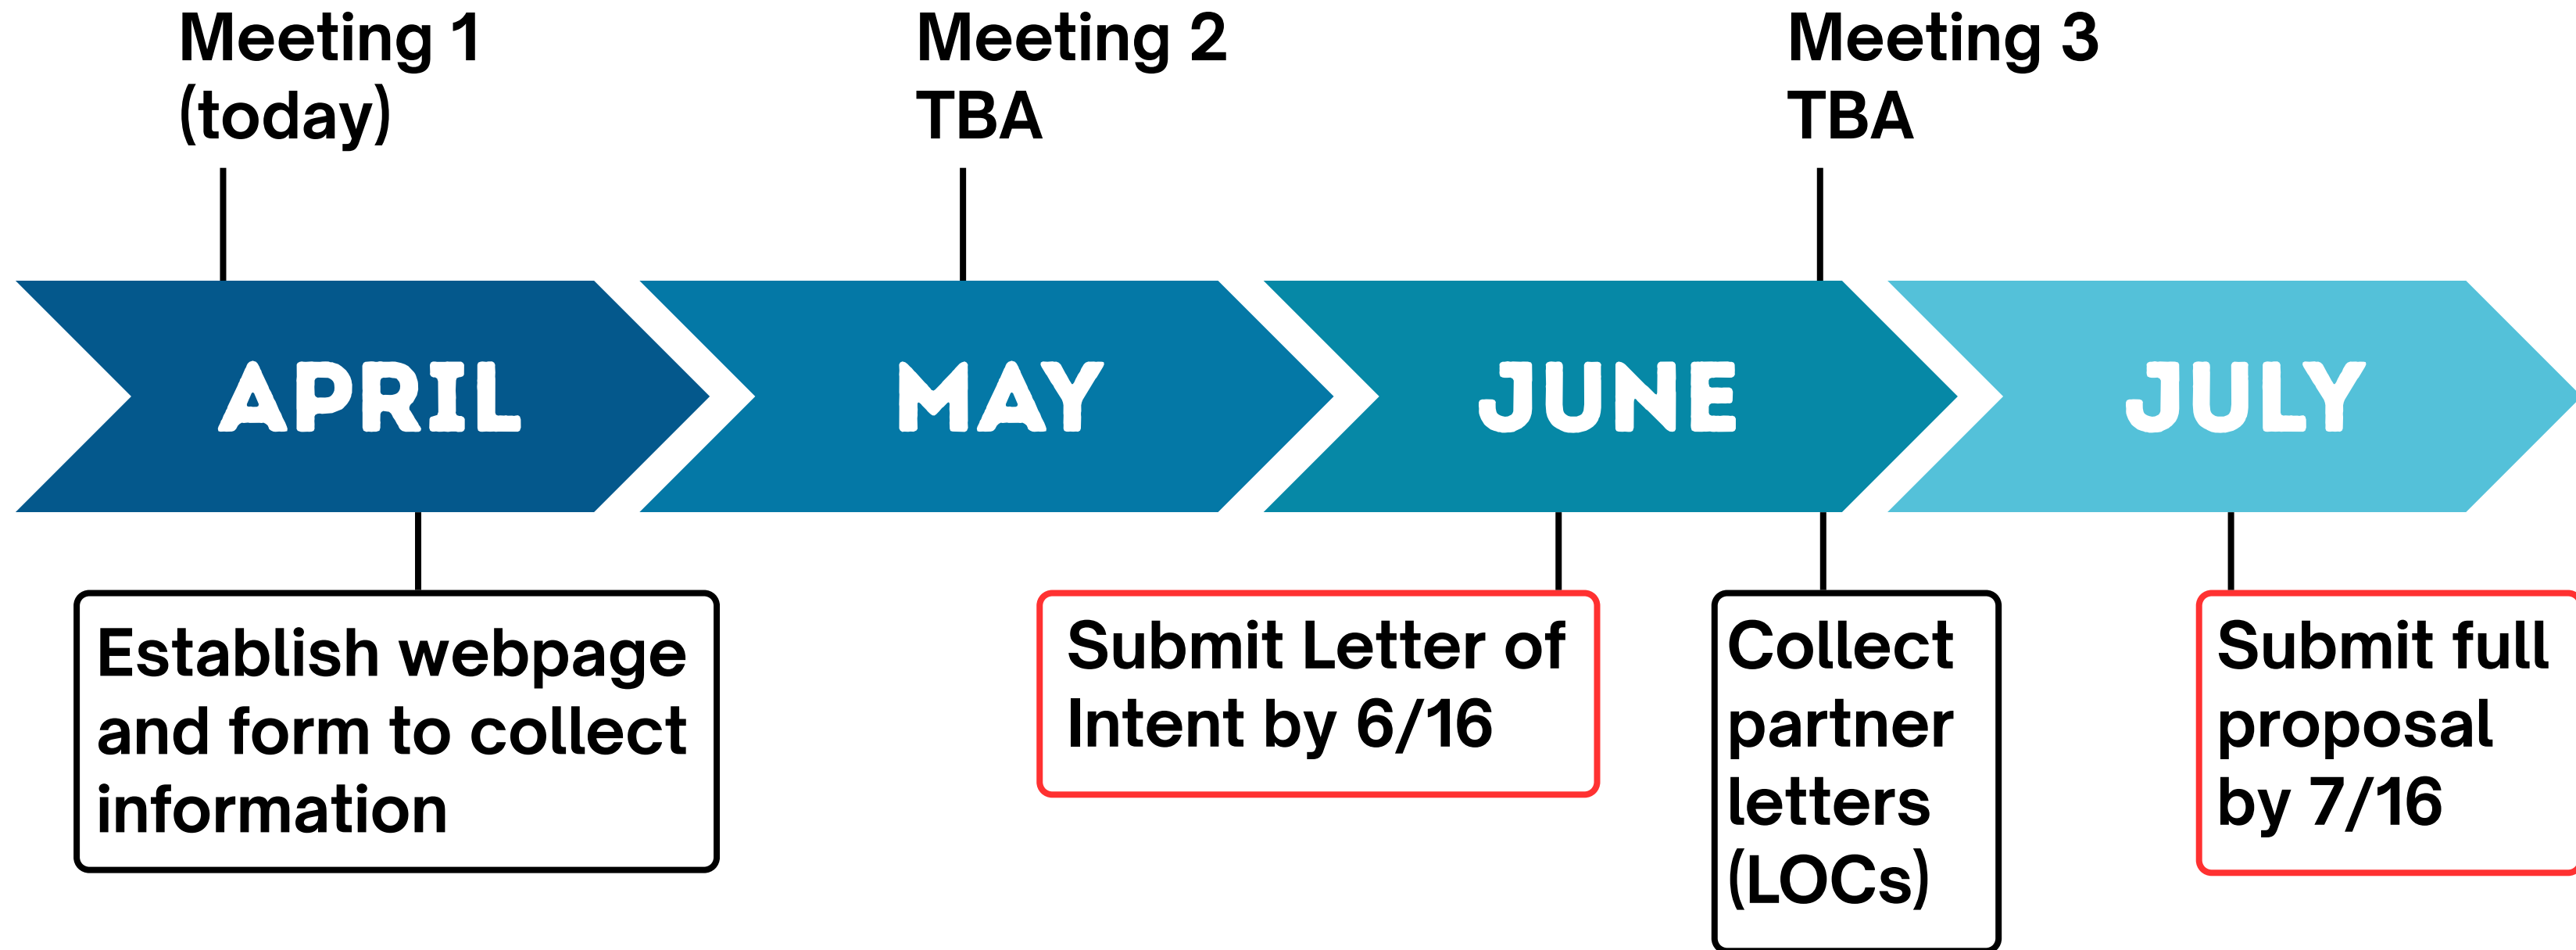 Meeting 1
(today)
Meeting 2
TBA
Meeting 3
TBA
APRIL
MAY
JUNE
JULY
Establish webpage
and form to collect
information
Submit Letter of
Intent by 6/16
Collect
partner
letters
(LOCs)
Submit full
proposal
by 7/16